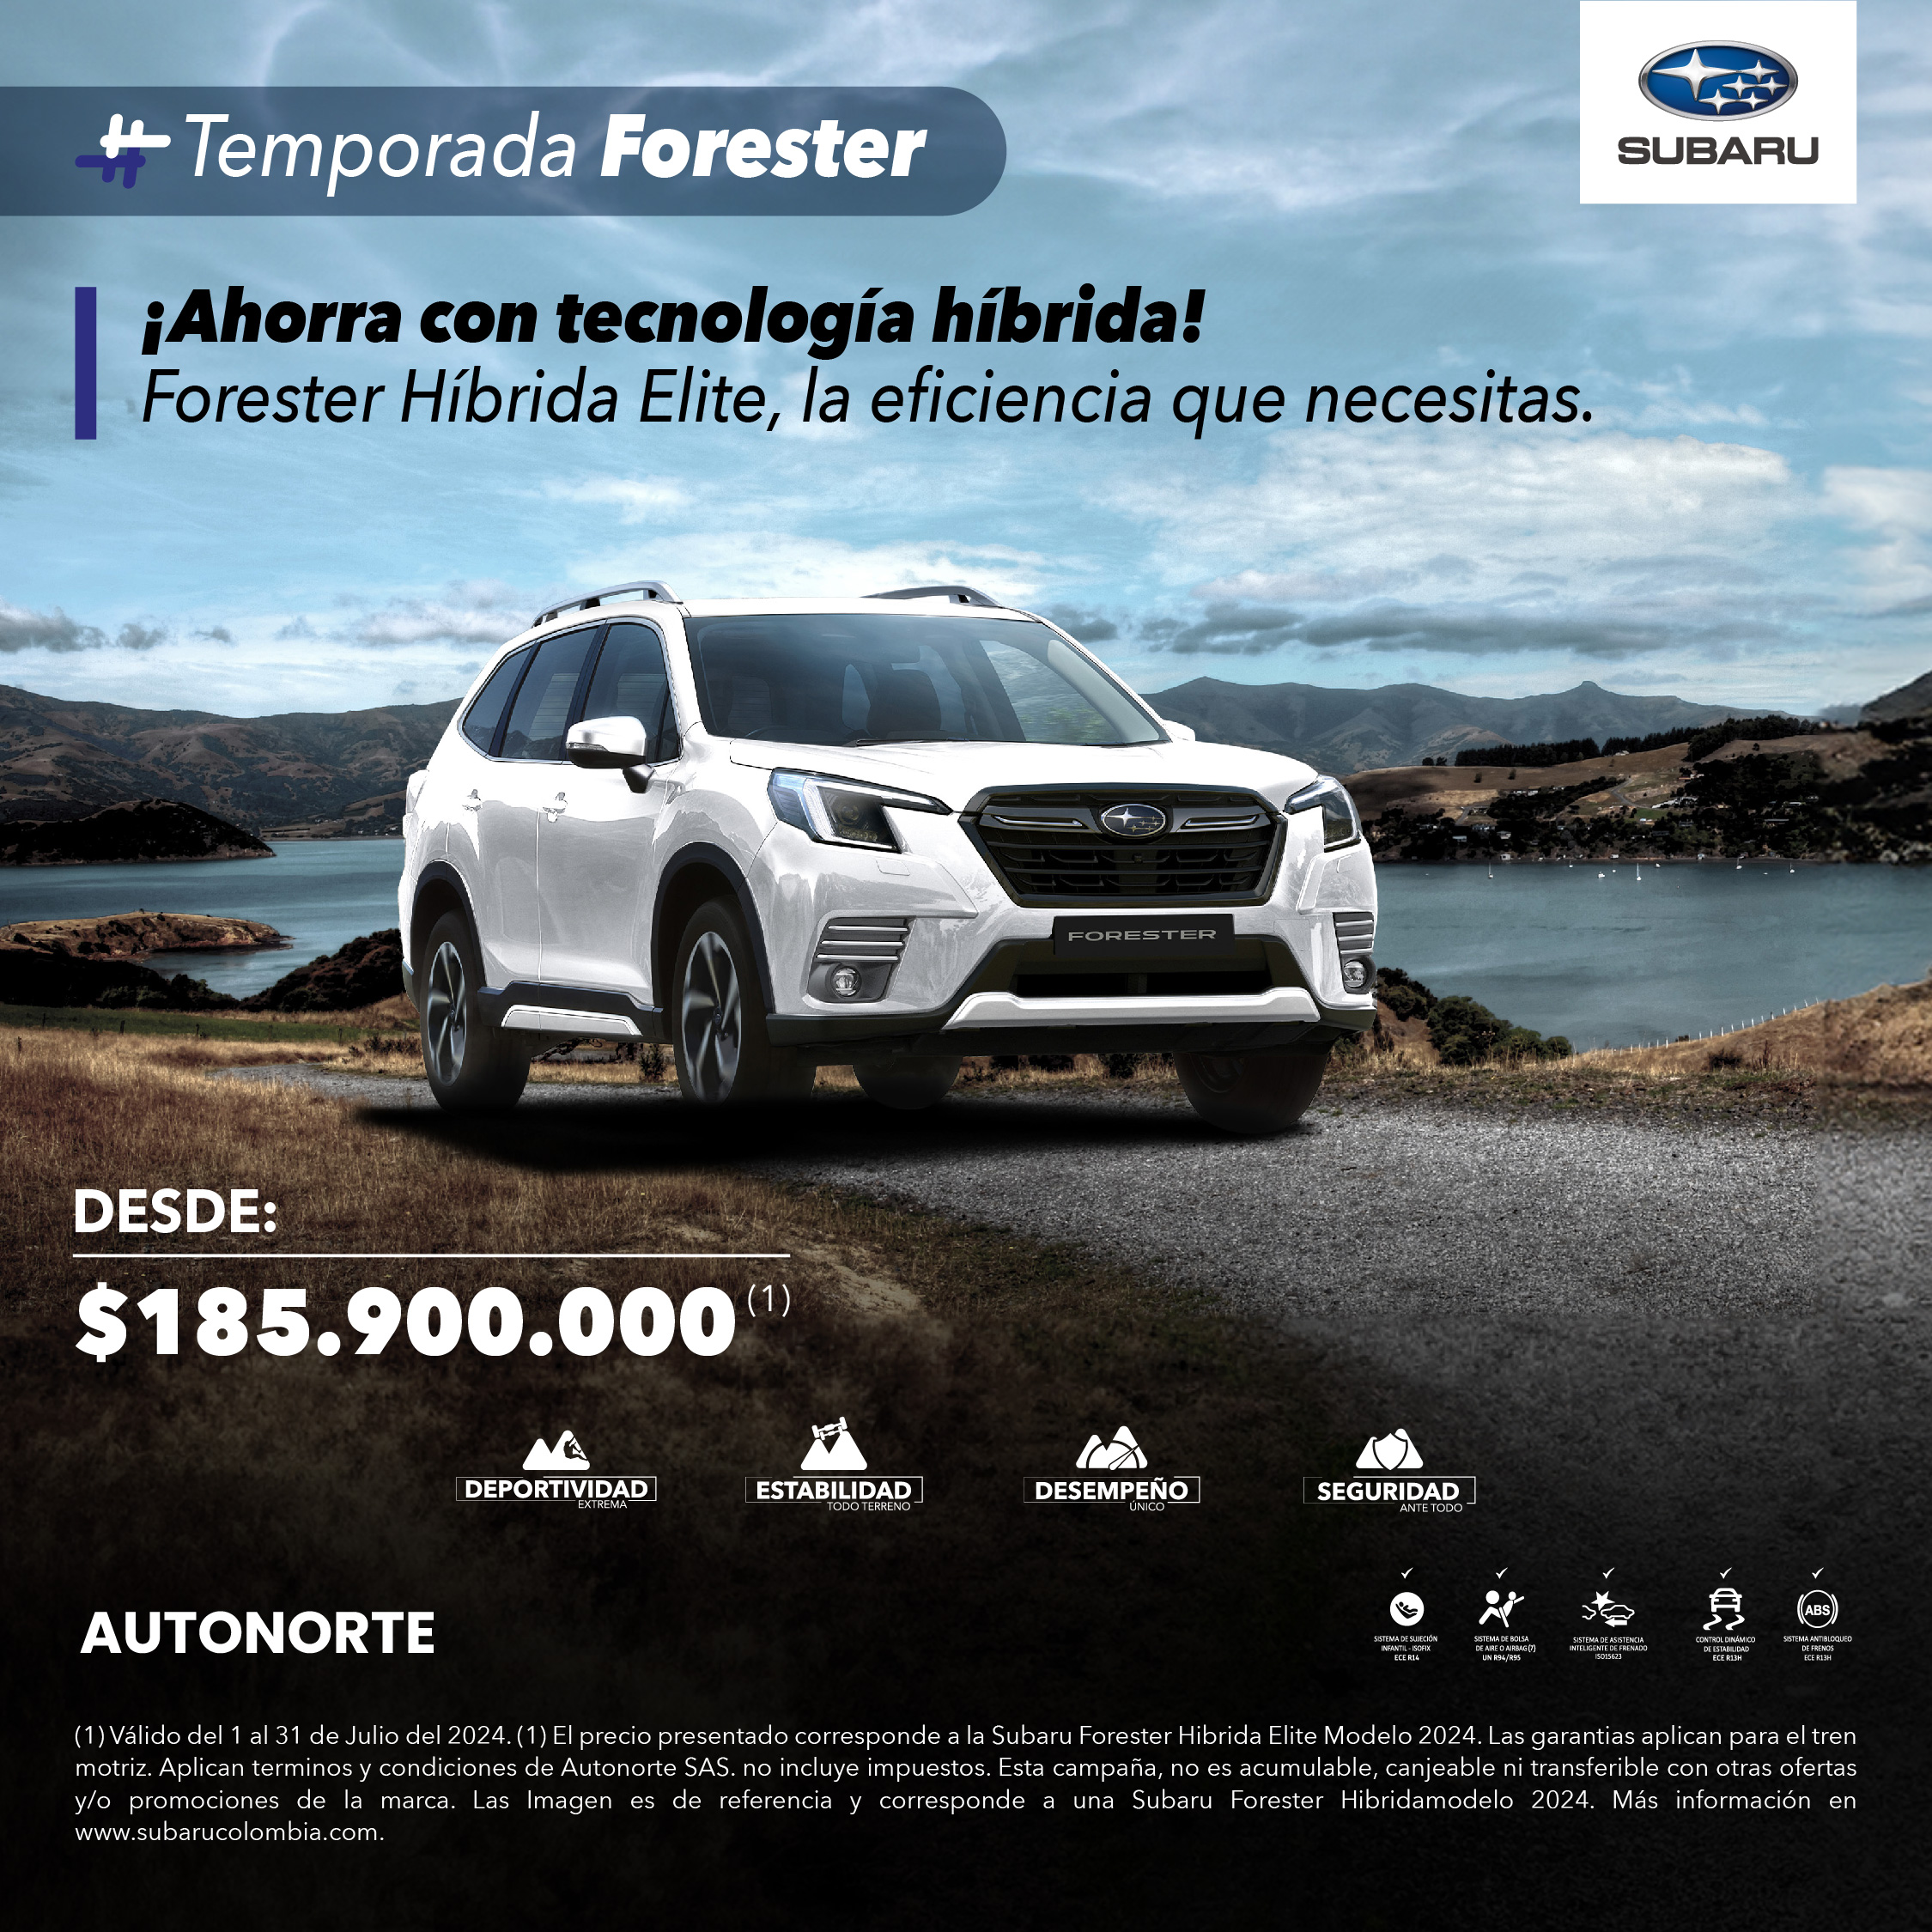 #Temporada Forester
SUBARU
¡Ahorra con tecnología híbrida!
Forester Híbrida Elite, la eficiencia que necesitas.
FORESTER
DESDE:
$185.900.000 (1)
DEPORTIVIDAD
EXTREMA
ESTABILIDAD
TODO TERRENO
DESEMPEÑO
ÚNICO
SEGURIDAD
ANTE TODO
AUTONORTE
SISTEMA DE SUJECIÓN
INFANTIL - ISOFIX
ECE R14
SISTEMA DE BOLSA
DE AIRE O AIRBAG(7)
UN R94/R95
SISTEMA DE ASISTENCIA
INTELIGENTE DE FRENADO
ISO15623
CONTROL DINÁMICO
DE ESTABILIDAD
ECE R13H
ABS
SISTEMA ANTIBLOQUEO
DE FRENOS
ECE R13H
(1) Válido del 1 al 31 de Julio del 2024. (1) El precio presentado corresponde a la Subaru Forester Hibrida Elite Modelo 2024. Las garantias aplican para el tren
motriz. Aplican terminos y condiciones de Autonorte SAS. no incluye impuestos. Esta campaña, no es acumulable, canjeable ni transferible con otras ofertas
y/o promociones de la marca. Las Imagen es de referencia y corresponde a una Subaru Forester Hibridamodelo 2024. Más información en
www.subarucolombia.com.